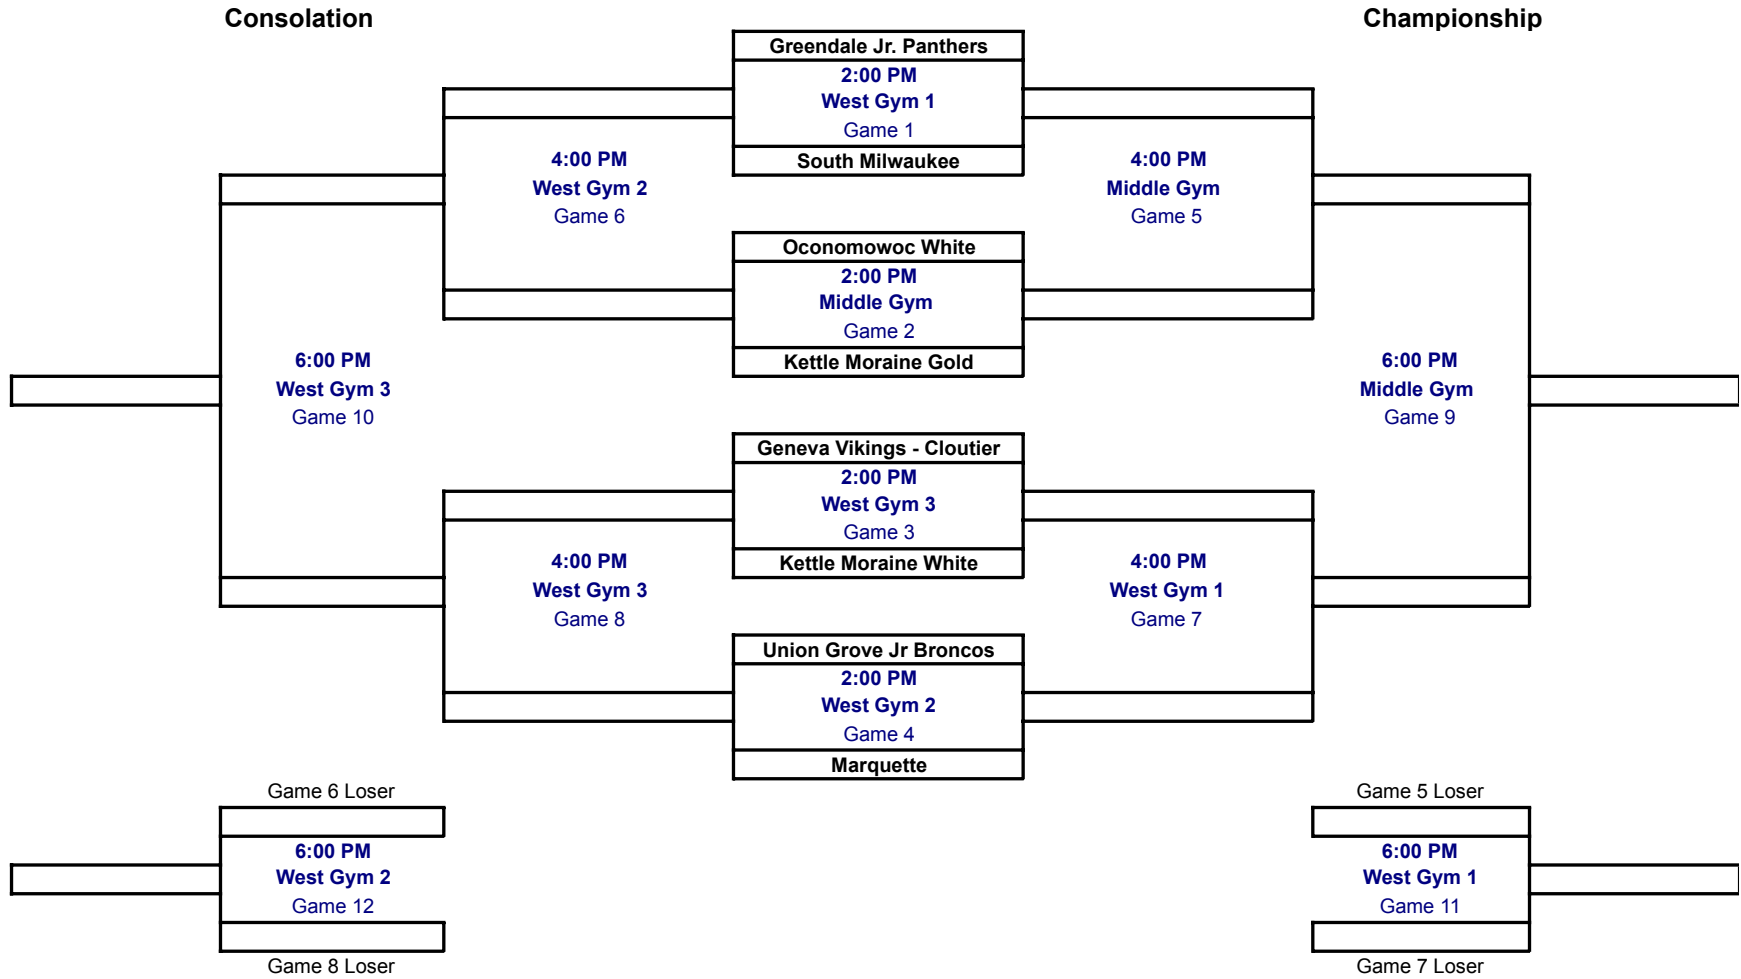 Consolation
Championship
Greendale Jr. Panthers
2:00 PM
West Gym 1
Game 1
South Milwaukee
4:00 PM
West Gym 2
Game 6
4:00 PM
Middle Gym
Game 5
Oconomowoc White
2:00 PM
Middle Gym
Game 2
Kettle Moraine Gold
6:00 PM
West Gym 3
Game 10
6:00 PM
Middle Gym
Game 9
Geneva Vikings - Cloutier
2:00 PM
West Gym 3
Game 3
Kettle Moraine White
4:00 PM
West Gym 3
Game 8
4:00 PM
West Gym 1
Game 7
Union Grove Jr Broncos
2:00 PM
West Gym 2
Game 4
Marquette
Game 6 Loser
6:00 PM
West Gym 2
Game 12
Game 8 Loser
Game 5 Loser
6:00 PM
West Gym 1
Game 11
Game 7 Loser